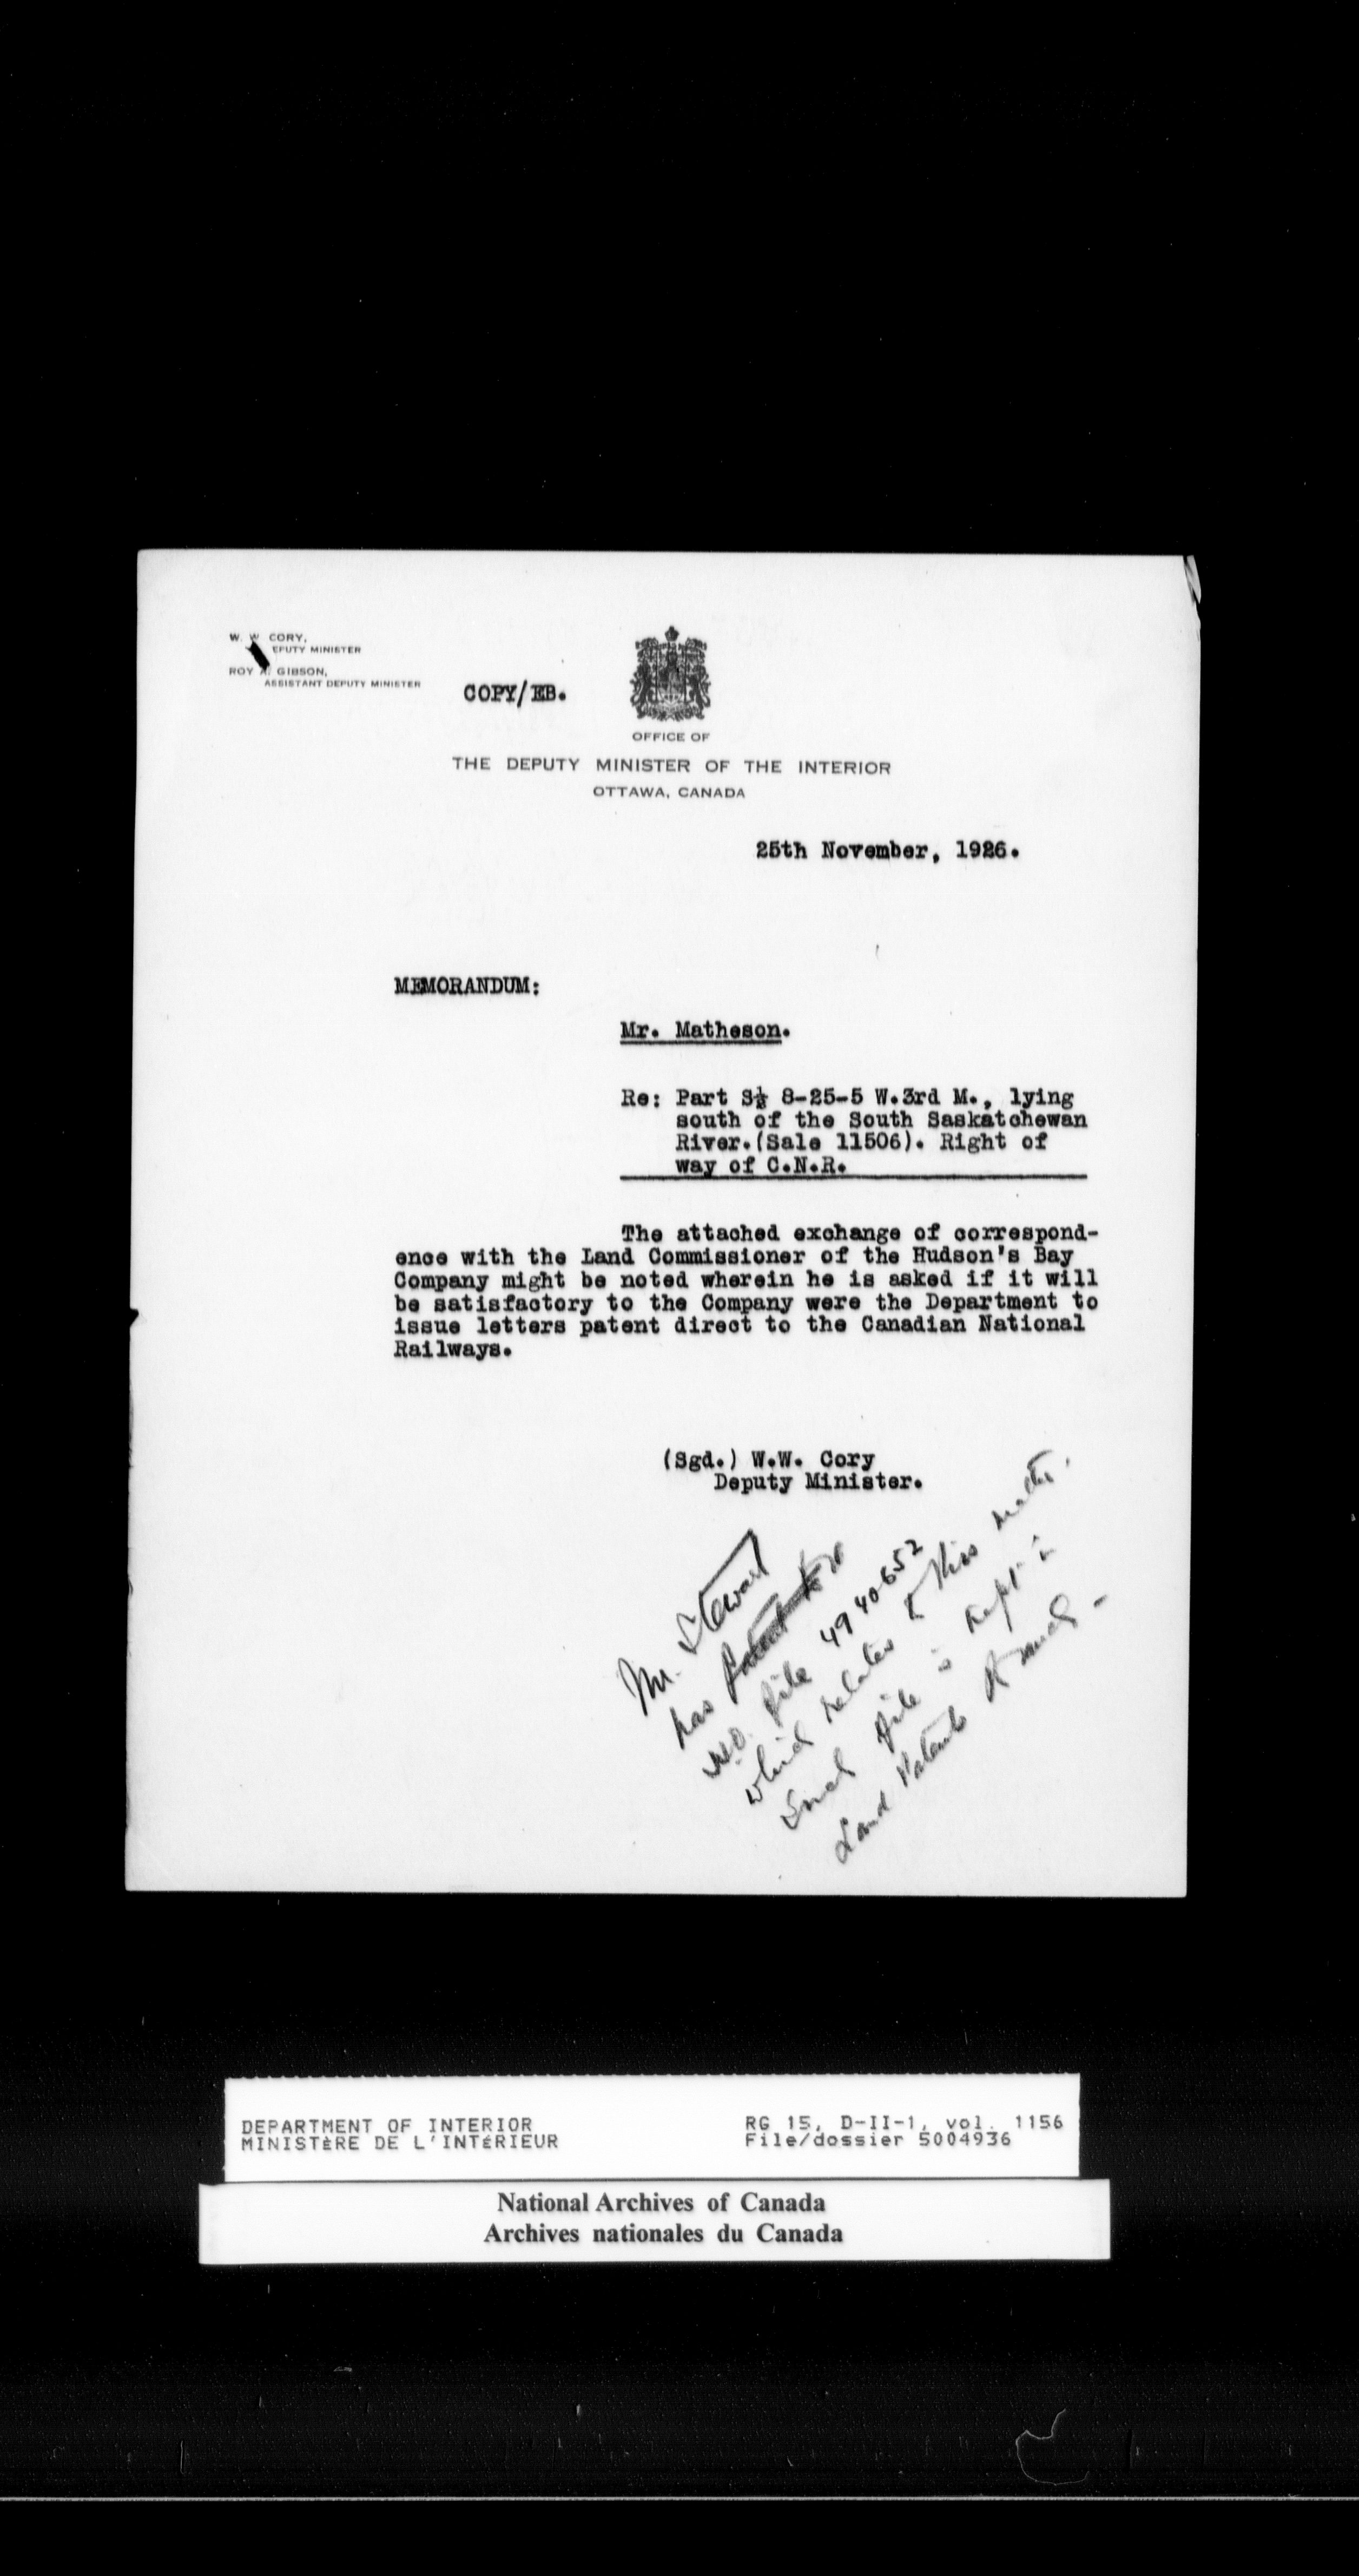 W. W. CORY,
EPUTY MINISTER
ROY A. GIBSON,
ASSISTANT DEPUTY MINISTER
COPY/EB.
OFFICE OF
THE DEPUTY MINISTER OF THE INTERIOR
OTTAWA, CANADA
25th November, 1926.
MEMORANDUM:
Mr. Matheson.
Re: Part S½ 8-25-5 W.3rd M., lying
south of the South Saskatchewan
River.(Sale 11506). Right of
way of C.N.R.
The attached exchange of correspond-
ence with the Land Commissioner of the Hudson's Bay
Company might be noted wherein he is asked if it will
be satisfactory to the Company were the Department to
issue letters patent direct to the Canadian National
Railways.
(Sgd.) W.W. Cory
Deputy Minister.
Mr. Stewart
has
file 4940652
which relates to this matter.
Such file is kept in
Land Patents
DEPARTMENT OF INTERIOR
MINISTÈRE DE L'INTÉRIEUR
RG 15, D-II-1, vol. 1156
File/dossier 5004936
National Archives of Canada
Archives nationales du Canada